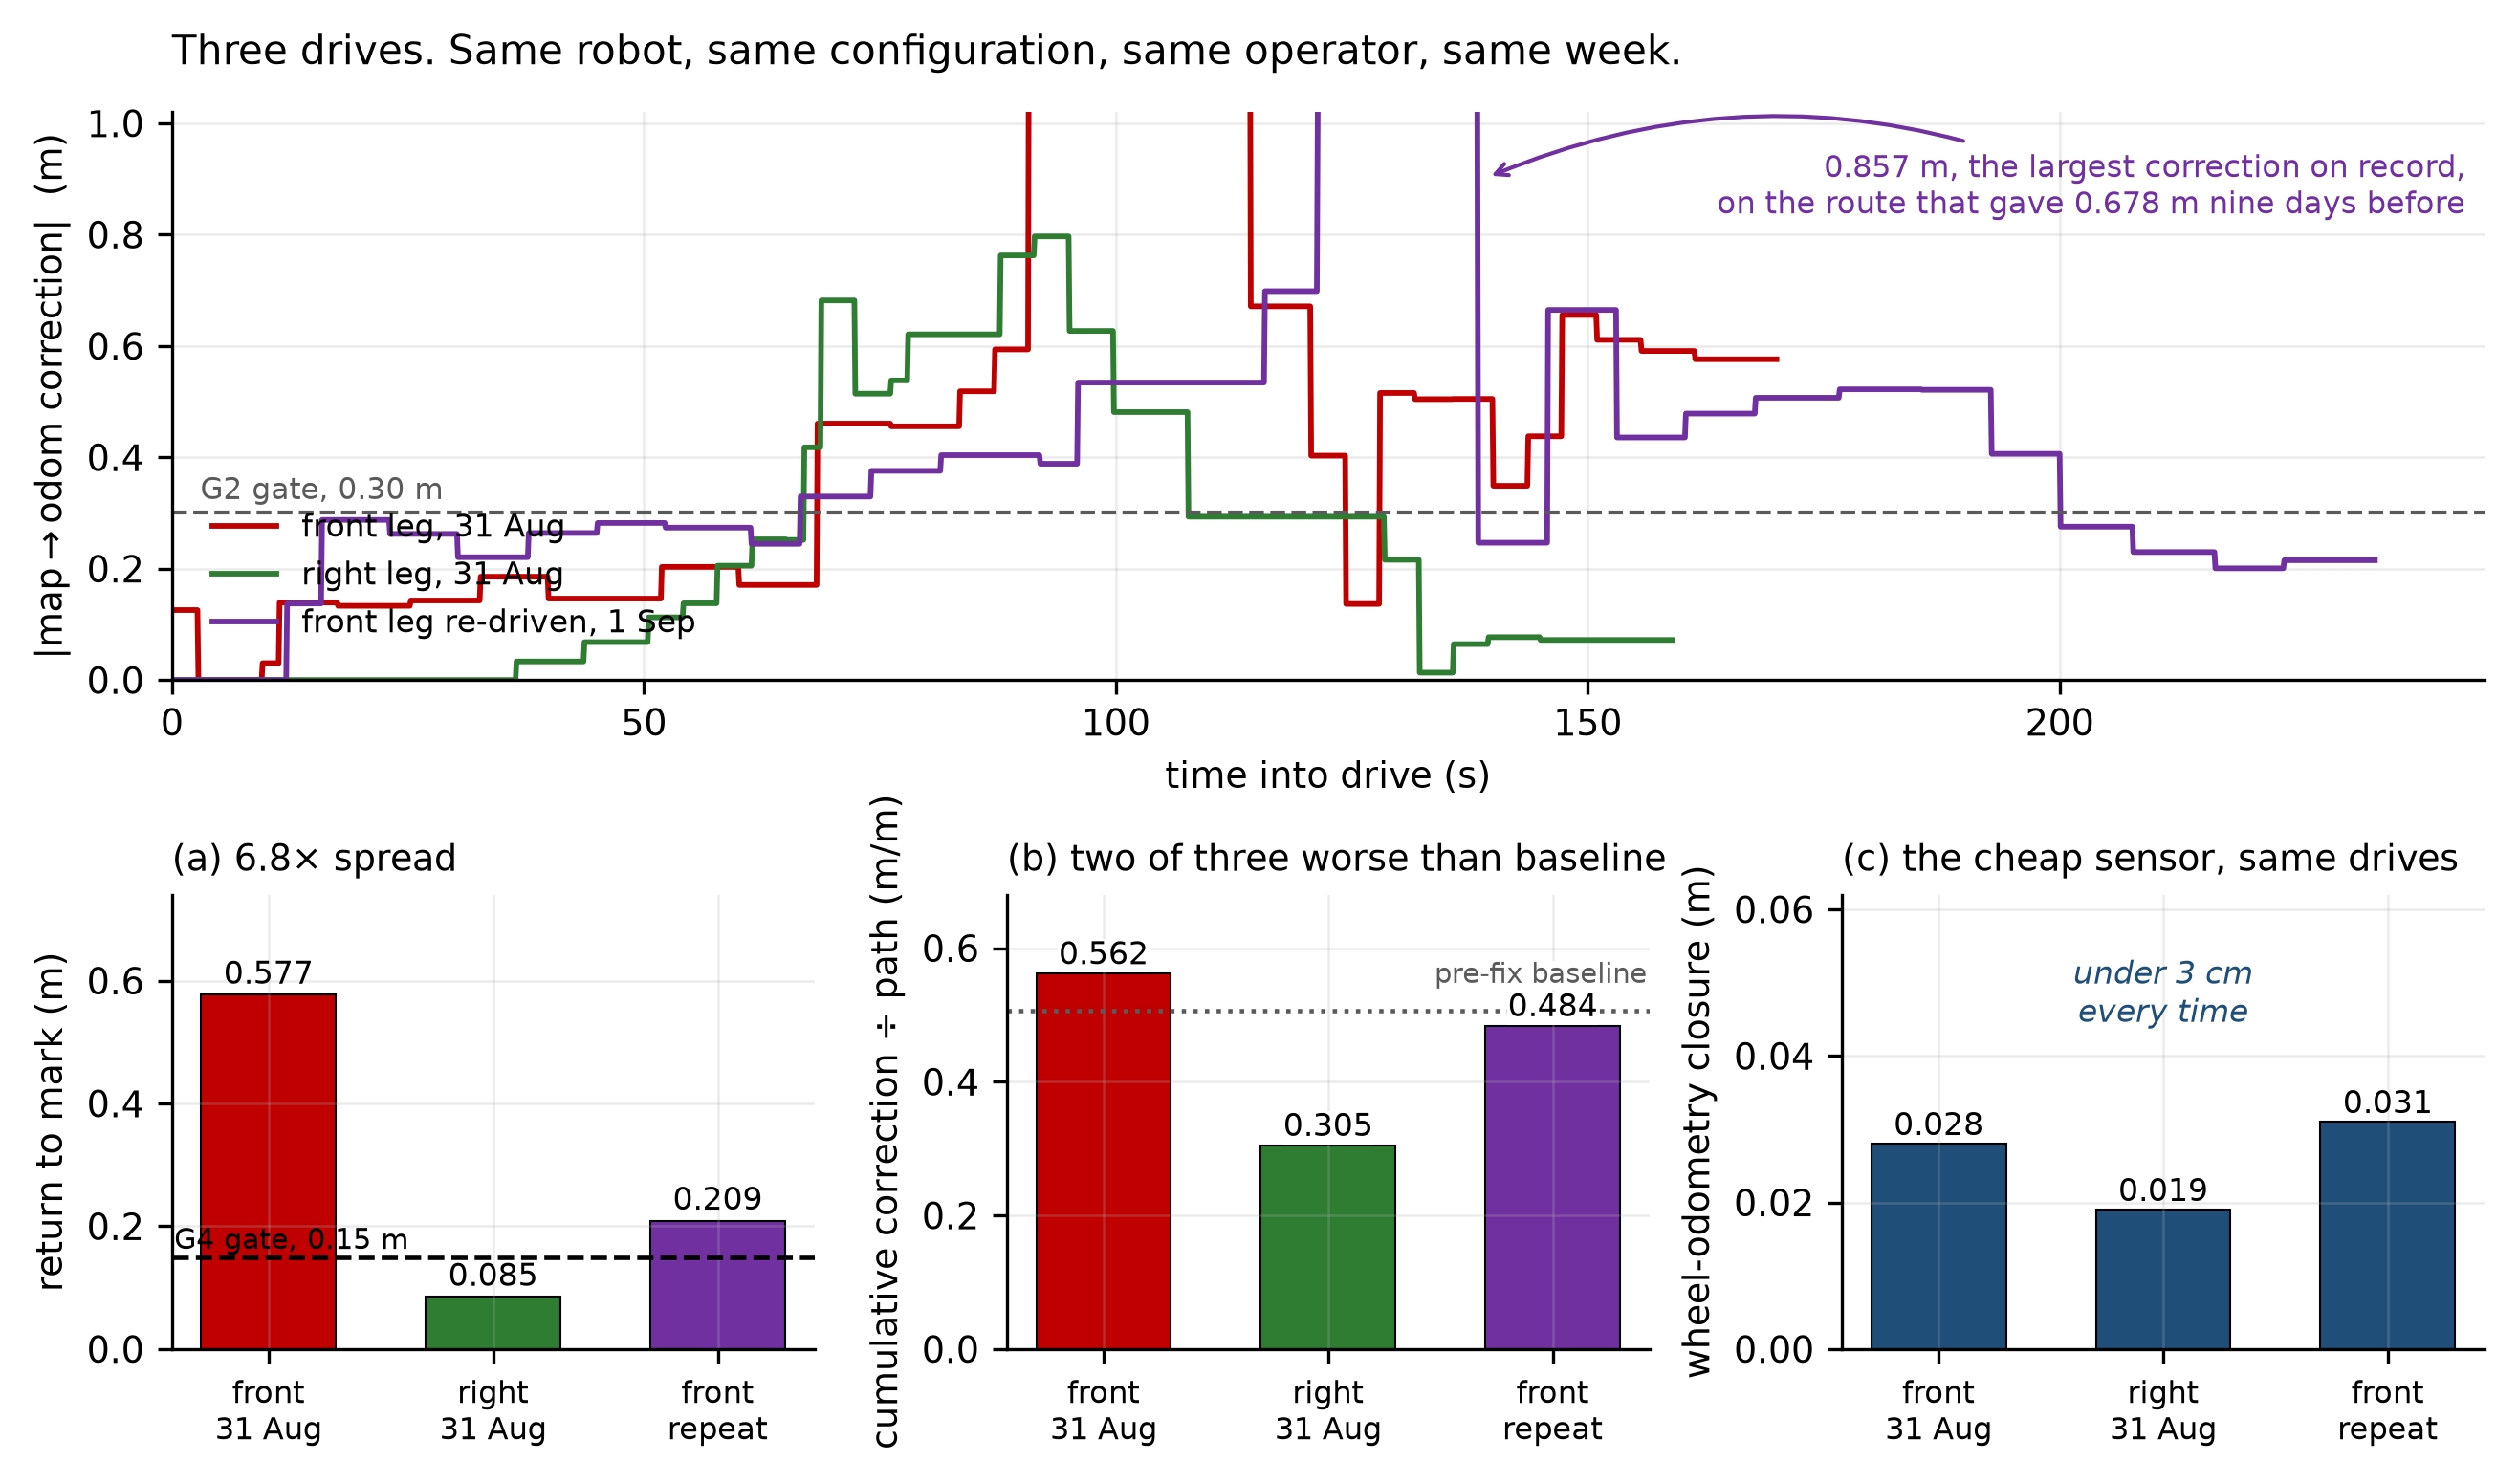 Three drives. Same robot, same configuration, same operator, same week.
|map→odom correction| (m)
1.0
0.8
0.6
0.4
0.2
0.0
0.857 m, the largest correction on record,
on the route that gave 0.678 m nine days before
G2 gate, 0.30 m
front leg, 31 Aug
right leg, 31 Aug
front leg re-driven, 1 Sep
0
50
100
150
200
time into drive (s)
(a) 6.8× spread
return to mark (m)
0.6
0.4
0.2
0.0
0.577
0.085
0.209
G4 gate, 0.15 m
front
31 Aug
right
31 Aug
front
repeat
(b) two of three worse than baseline
cumulative correction ÷ path (m/m)
0.6
0.4
0.2
0.0
0.562
0.305
0.484
pre-fix baseline
front
31 Aug
right
31 Aug
front
repeat
(c) the cheap sensor, same drives
wheel-odometry closure (m)
0.06
0.04
0.02
0.00
under 3 cm
every time
0.028
0.019
0.031
front
31 Aug
right
31 Aug
front
repeat